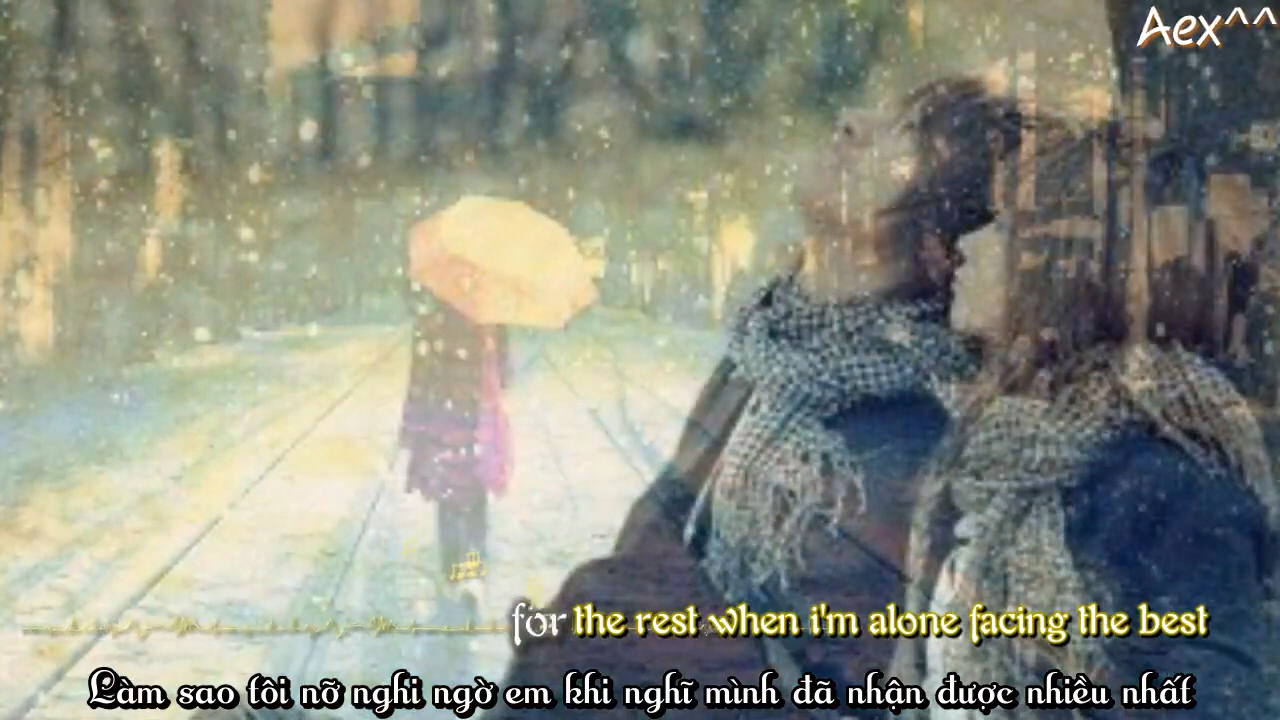 Aex^^
for the rest when i'm alone facing the best
Làm sao tôi nỡ nghi ngờ em khi nghĩ mình đã nhận được nhiều nhất